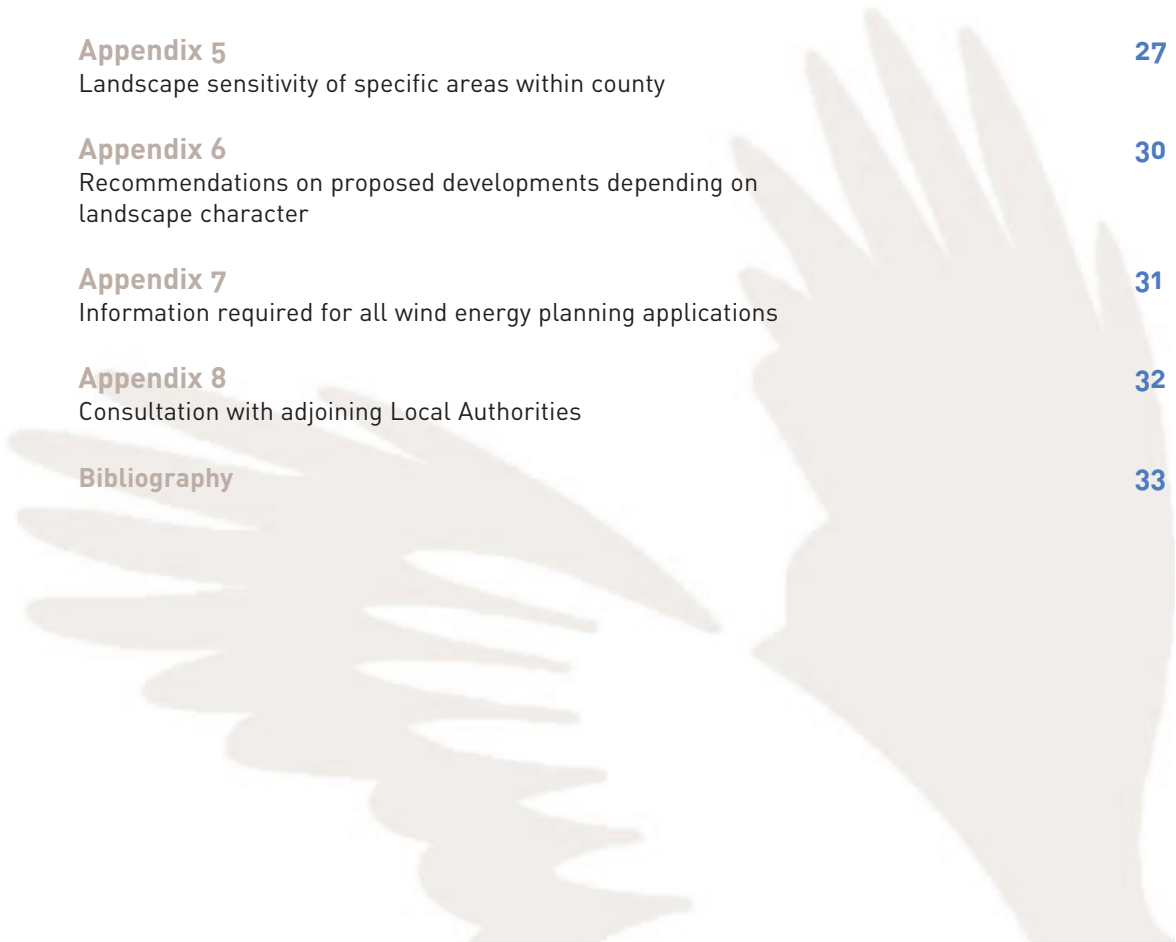 Appendix 5 27
Landscape sensitivity of specific areas within county
Appendix 6 30
Recommendations on proposed developments depending on
landscape character
Appendix 7 31
Information required for all wind energy planning applications
Appendix 8 32
Consultation with adjoining Local Authorities
Bibliography 33